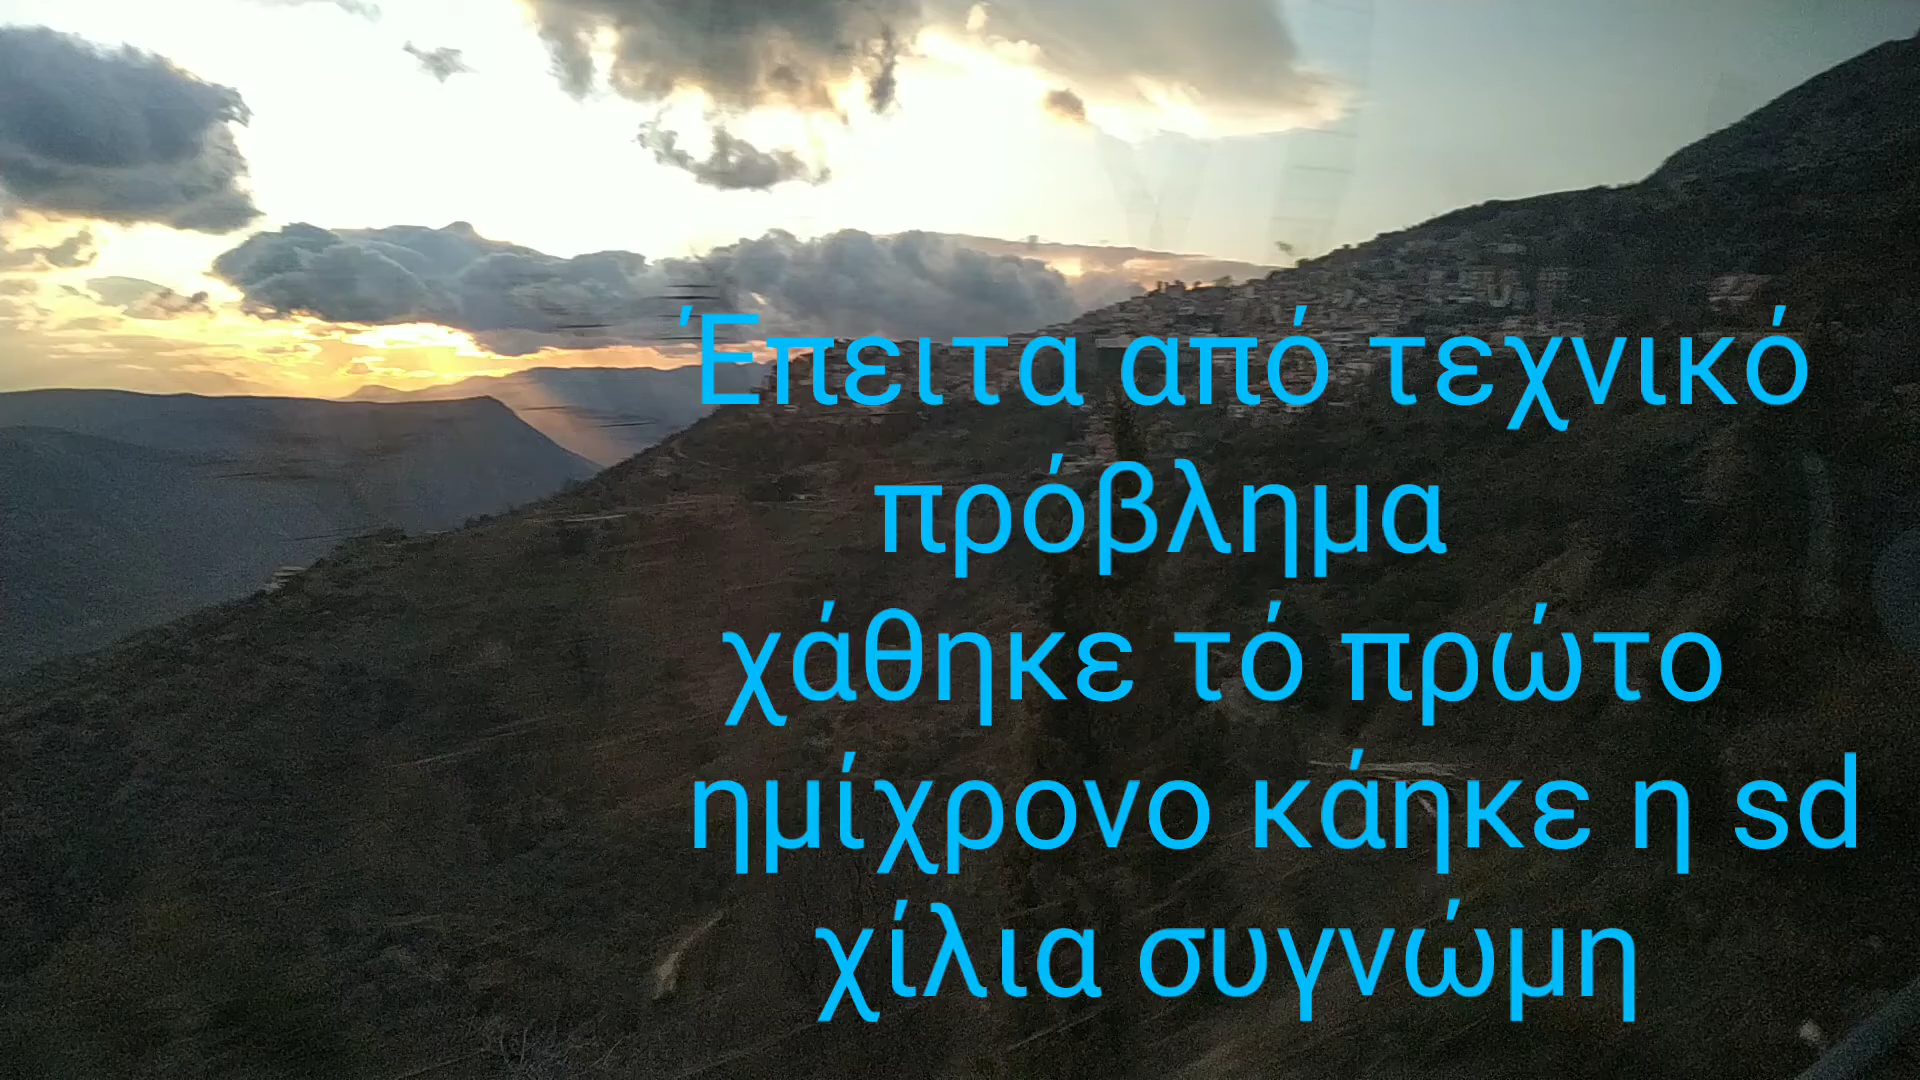 Έπειτα από τεχνικό
πρόβλημα
χάθηκε τό πρώτο
ημίχρονο κάηκε η sd
χίλια συγνώμη